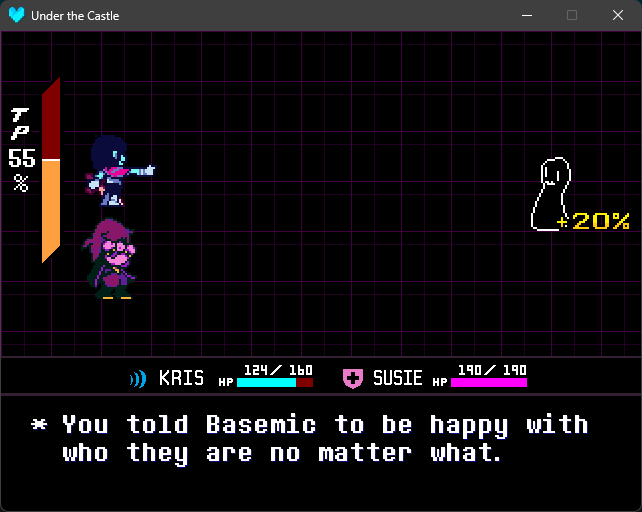 Under the Castle
T
P
55
%
+20%
KRIS HP 124/ 160 SUSIE HP 190/ 190
* You told Basemic to be happy with
who they are no matter what.